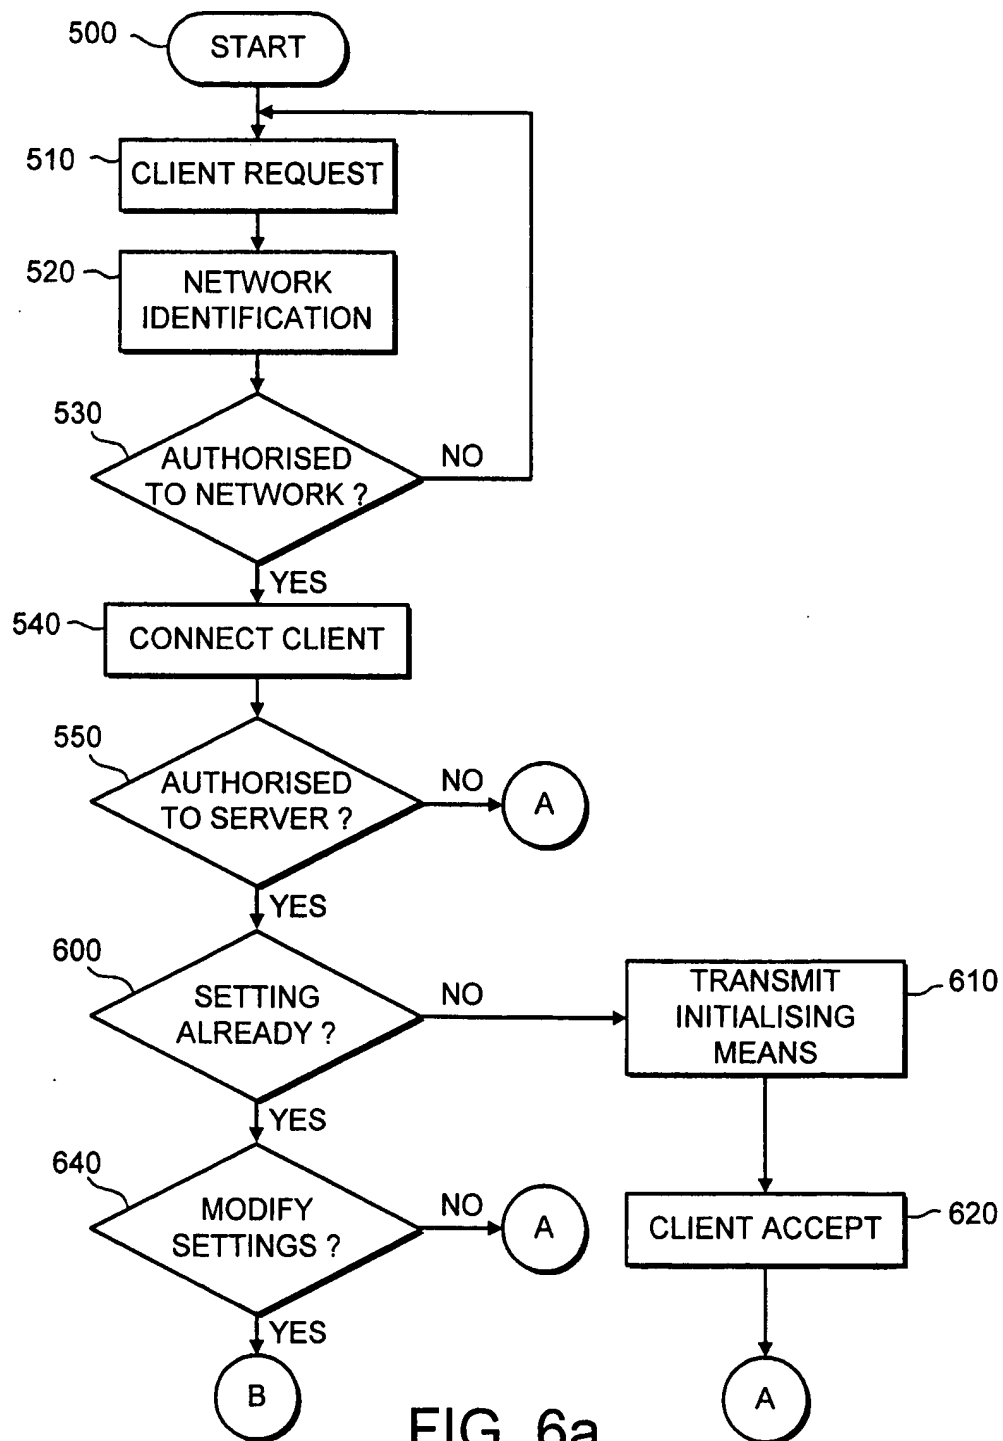 500
START
510
CLIENT REQUEST
520
NETWORK
IDENTIFICATION
530
AUTHORISED
TO NETWORK ?
NO
YES
540
CONNECT CLIENT
550
AUTHORISED
TO SERVER ?
NO
A
YES
600
SETTING
ALREADY ?
NO
TRANSMIT
INITIALISING
MEANS
610
YES
640
MODIFY
SETTINGS ?
NO
A
CLIENT ACCEPT
620
YES
B
A
FIG. 6a